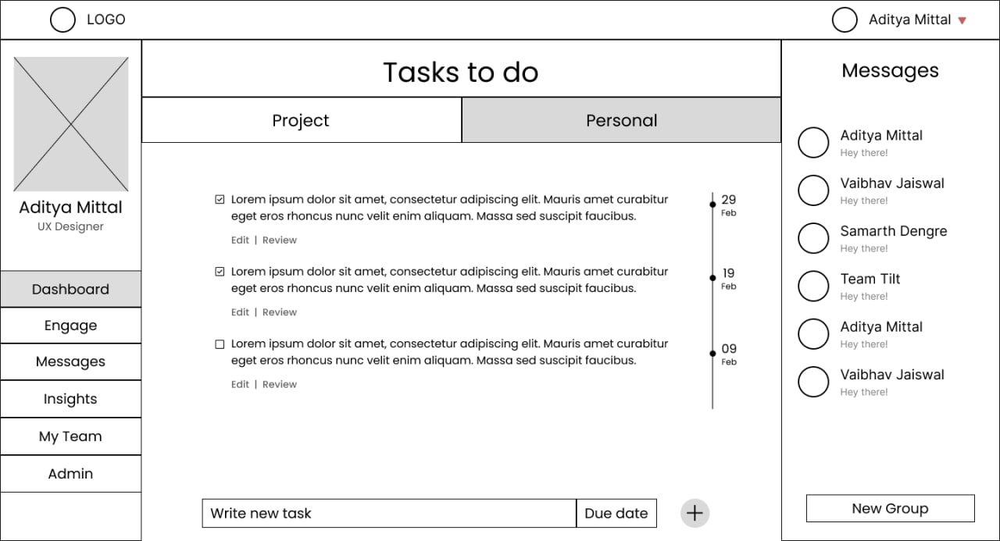 LOGO
Aditya Mittal
Aditya Mittal
UX Designer
Dashboard
Engage
Messages
Insights
My Team
Admin
Tasks to do
Project
Personal
Lorem ipsum dolor sit amet, consectetur adipiscing elit. Mauris amet curabitur
eget eros rhoncus nunc velit enim aliquam. Massa sed suscipit faucibus.
Edit | Review
29
Feb
Lorem ipsum dolor sit amet, consectetur adipiscing elit. Mauris amet curabitur
eget eros rhoncus nunc velit enim aliquam. Massa sed suscipit faucibus.
Edit | Review
19
Feb
Lorem ipsum dolor sit amet, consectetur adipiscing elit. Mauris amet curabitur
eget eros rhoncus nunc velit enim aliquam. Massa sed suscipit faucibus.
Edit | Review
09
Feb
Write new task
Due date
Messages
Aditya Mittal
Hey there!
Vaibhav Jaiswal
Hey there!
Samarth Dengre
Hey there!
Team Tilt
Hey there!
Aditya Mittal
Hey there!
Vaibhav Jaiswal
Hey there!
New Group